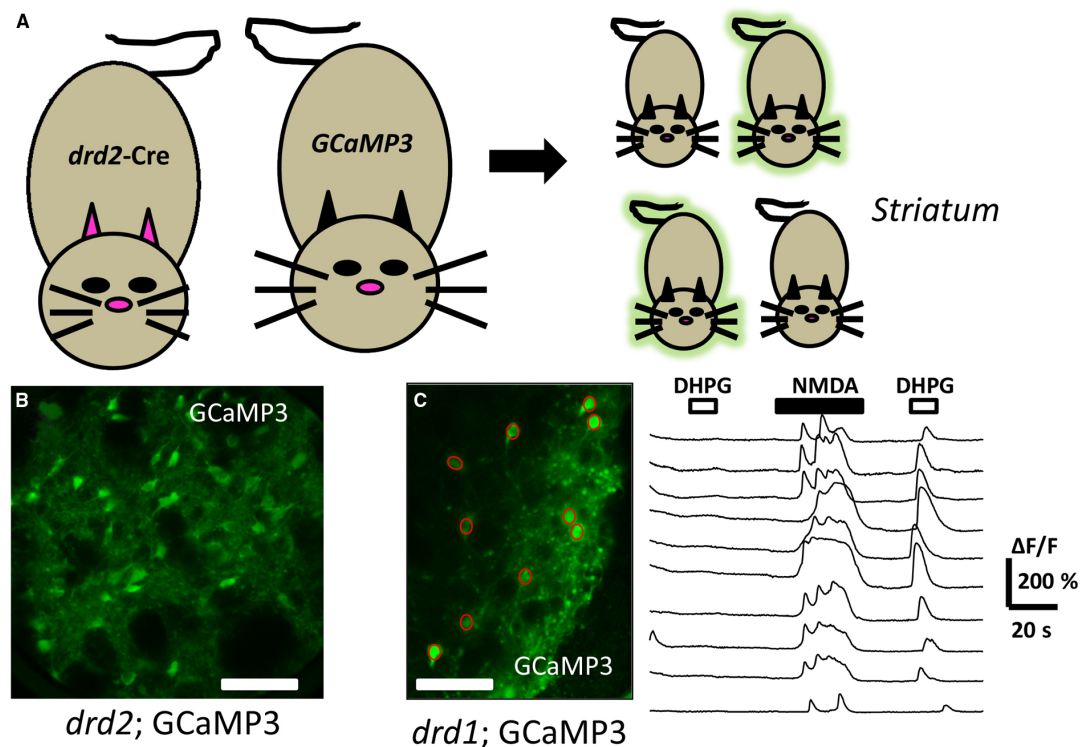 A
drd2-Cre
GCaMP3
Striatum
B
GCaMP3
drd2; GCaMP3
C
GCaMP3
drd1; GCaMP3
DHPG NMDA DHPG
ΔF/F
200 %
20 s